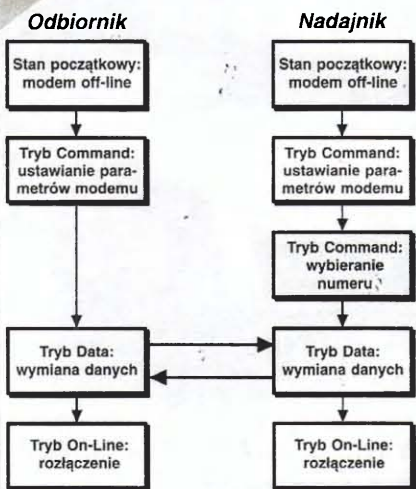 Odbiornik
Stan początkowy:
modem off-line
Tryb Command:
ustawianie para-
metrów modemu
Tryb Data:
wymiana danych
Tryb On-Line:
rozłączenie
Nadajnik
Stan początkowy:
modem off-line
Tryb Command:
ustawianie para-
metrów modemu
Tryb Command:
wybieranie
numeru
Tryb Data:
wymiana danych
Tryb On-Line:
rozłączenie